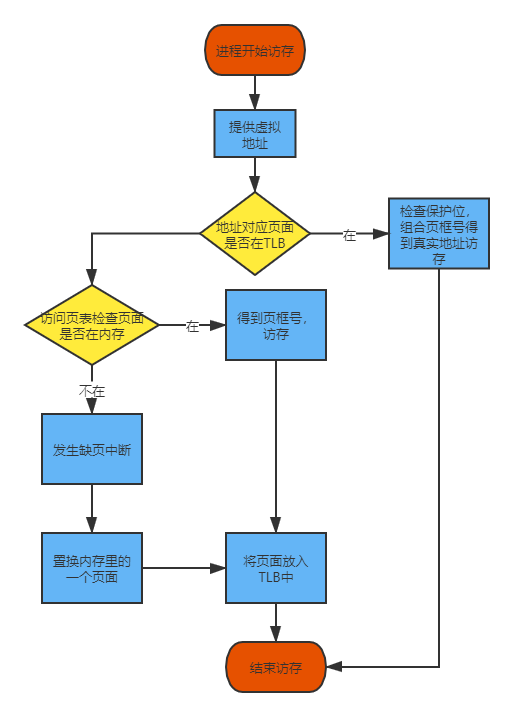 进程开始访存
提供虚拟
地址
地址对应页面
是否在TLB
在
检查保护位，
组合页框号得
到真实地址访
存
访问页表检查页面
是否在内存
在
得到页框号，
访存
不在
发生缺页中断
置换内存里的
一个页面
将页面放入
TLB中
结束访存